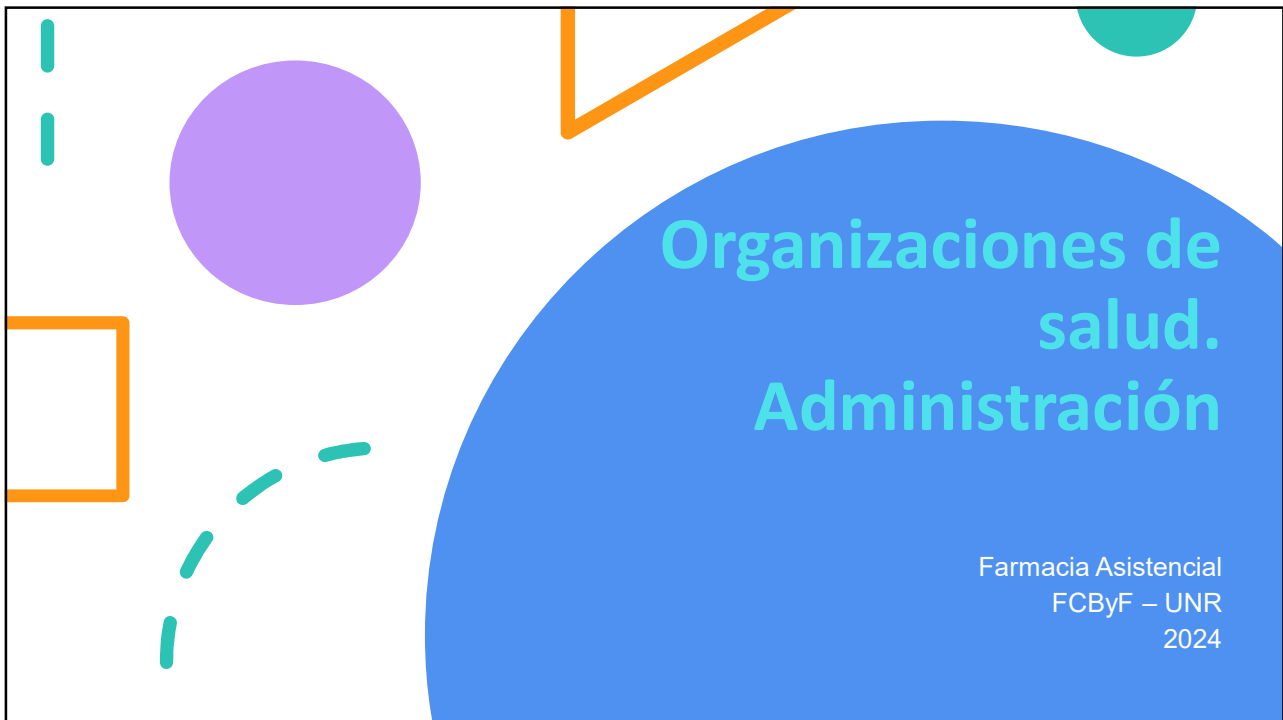 Organizaciones de
salud.
Administración
Farmacia Asistencial
FCByF – UNR
2024